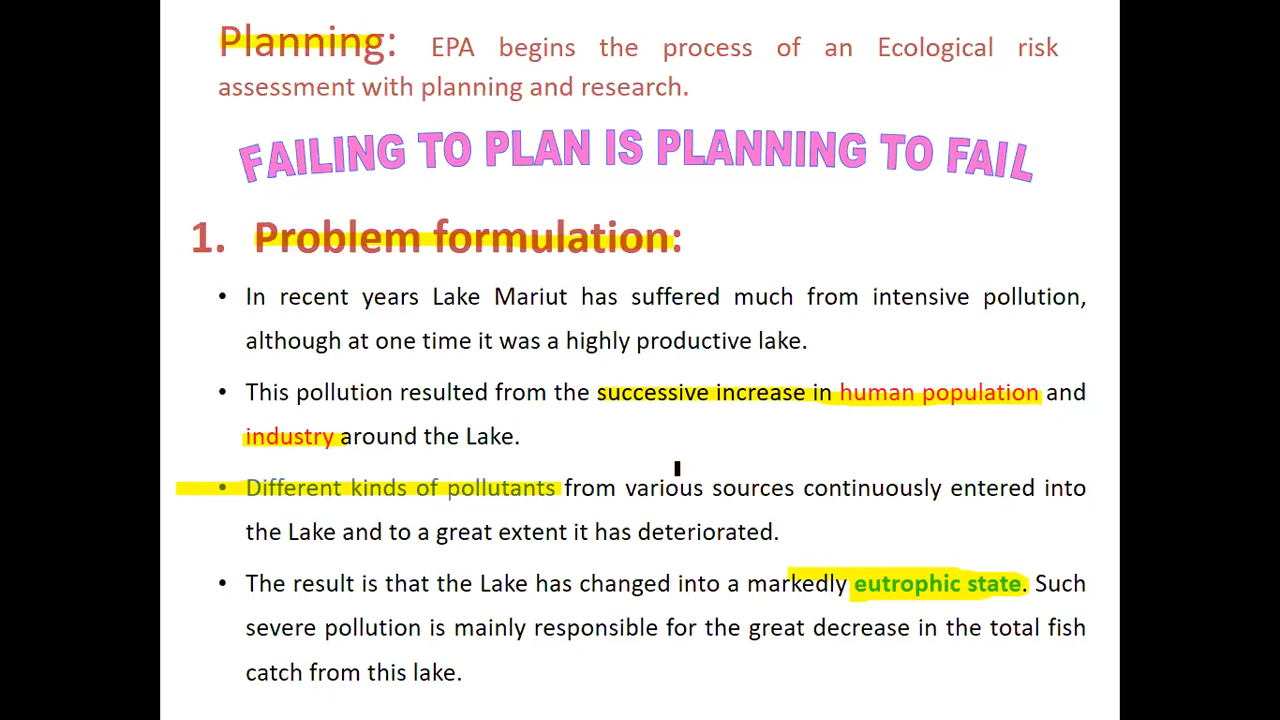 Planning: EPA begins the process of an Ecological risk
assessment with planning and research.
FAILING TO PLAN IS PLANNING TO FAIL
1. Problem formulation:
• In recent years Lake Mariut has suffered much from intensive pollution,
although at one time it was a highly productive lake.
• This pollution resulted from the successive increase in human population and
industry around the Lake.
• Different kinds of pollutants from various sources continuously entered into
the Lake and to a great extent it has deteriorated.
• The result is that the Lake has changed into a markedly eutrophic state. Such
severe pollution is mainly responsible for the great decrease in the total fish
catch from this lake.